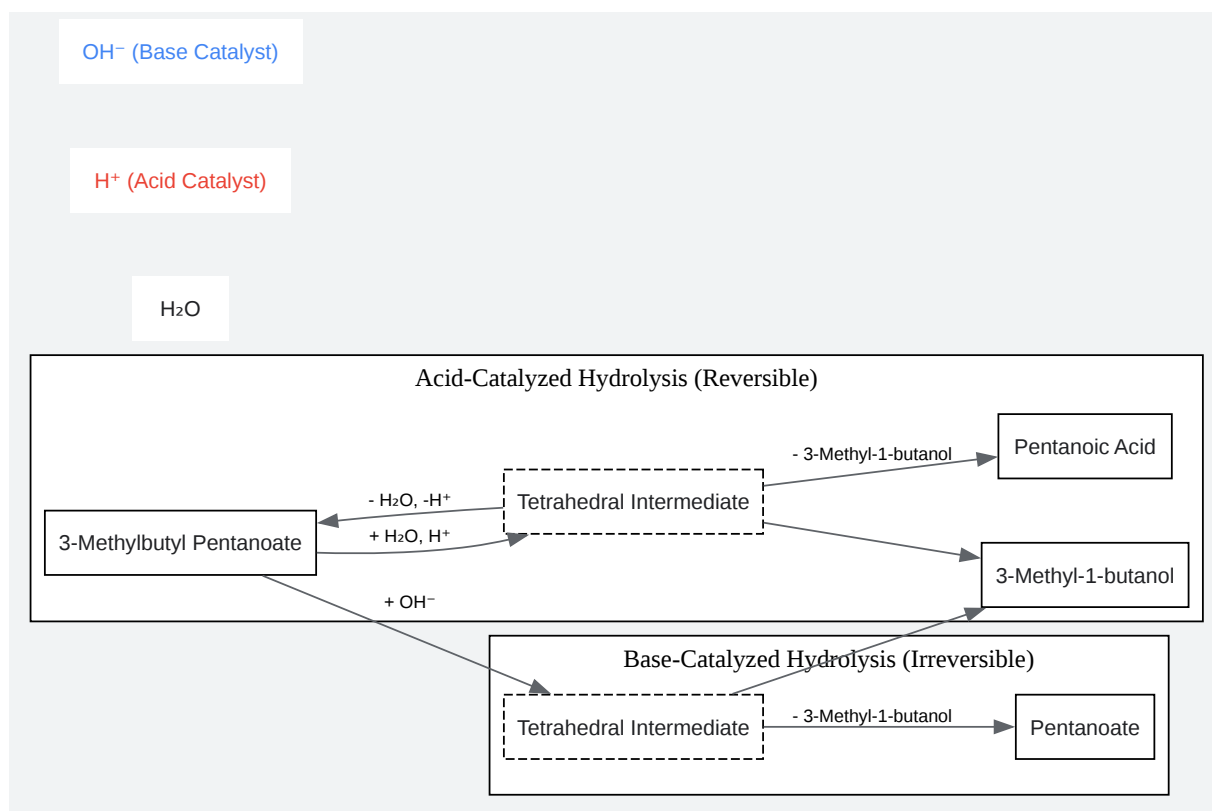 OH⁻ (Base Catalyst)
H⁺ (Acid Catalyst)
H₂O
Acid-Catalyzed Hydrolysis (Reversible)
Pentanoic Acid
- 3-Methyl-1-butanol
Tetrahedral Intermediate
- H₂O, -H⁺
+ H₂O, H⁺
3-Methylbutyl Pentanoate
3-Methyl-1-butanol
+ OH⁻
Base-Catalyzed Hydrolysis (Irreversible)
Tetrahedral Intermediate
- 3-Methyl-1-butanol
Pentanoate